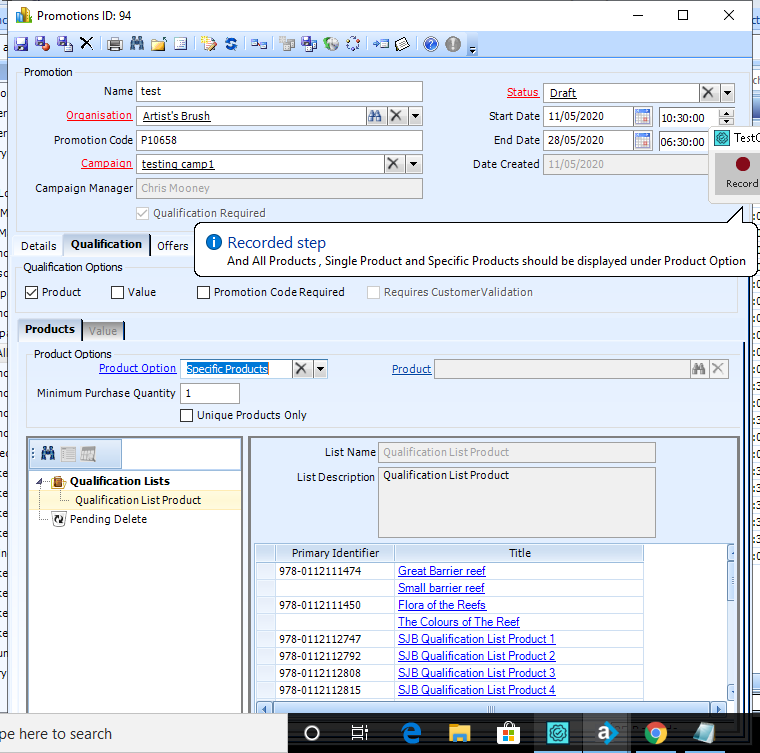 Promotions ID: 94
Promotion
Name test
Status Draft
Organisation Artist's Brush
Start Date 11/05/2020 10:30:00
Promotion Code P10658
End Date 28/05/2020 06:30:00
TestC
Campaign testing camp1
Date Created 11/05/2020
Record
Campaign Manager Chris Mooney
Qualification Required
Details Qualification Offers
Recorded step
And All Products , Single Product and Specific Products should be displayed under Product Option
Qualification Options
Product Value Promotion Code Required Requires CustomerValidation
Products Value
Product Options
Product Option Specific Products Product
Minimum Purchase Quantity 1
Unique Products Only
List Name Qualification List Product
List Description Qualification List Product
Qualification Lists
Qualification List Product
Pending Delete
Primary Identifier Title
978-0112111474 Great Barrier reef
Small barrier reef
978-0112111450 Flora of the Reefs
The Colours of The Reef
978-0112112747 SJB Qualification List Product 1
978-0112112792 SJB Qualification List Product 2
978-0112112808 SJB Qualification List Product 3
978-0112112815 SJB Qualification List Product 4
pe here to search